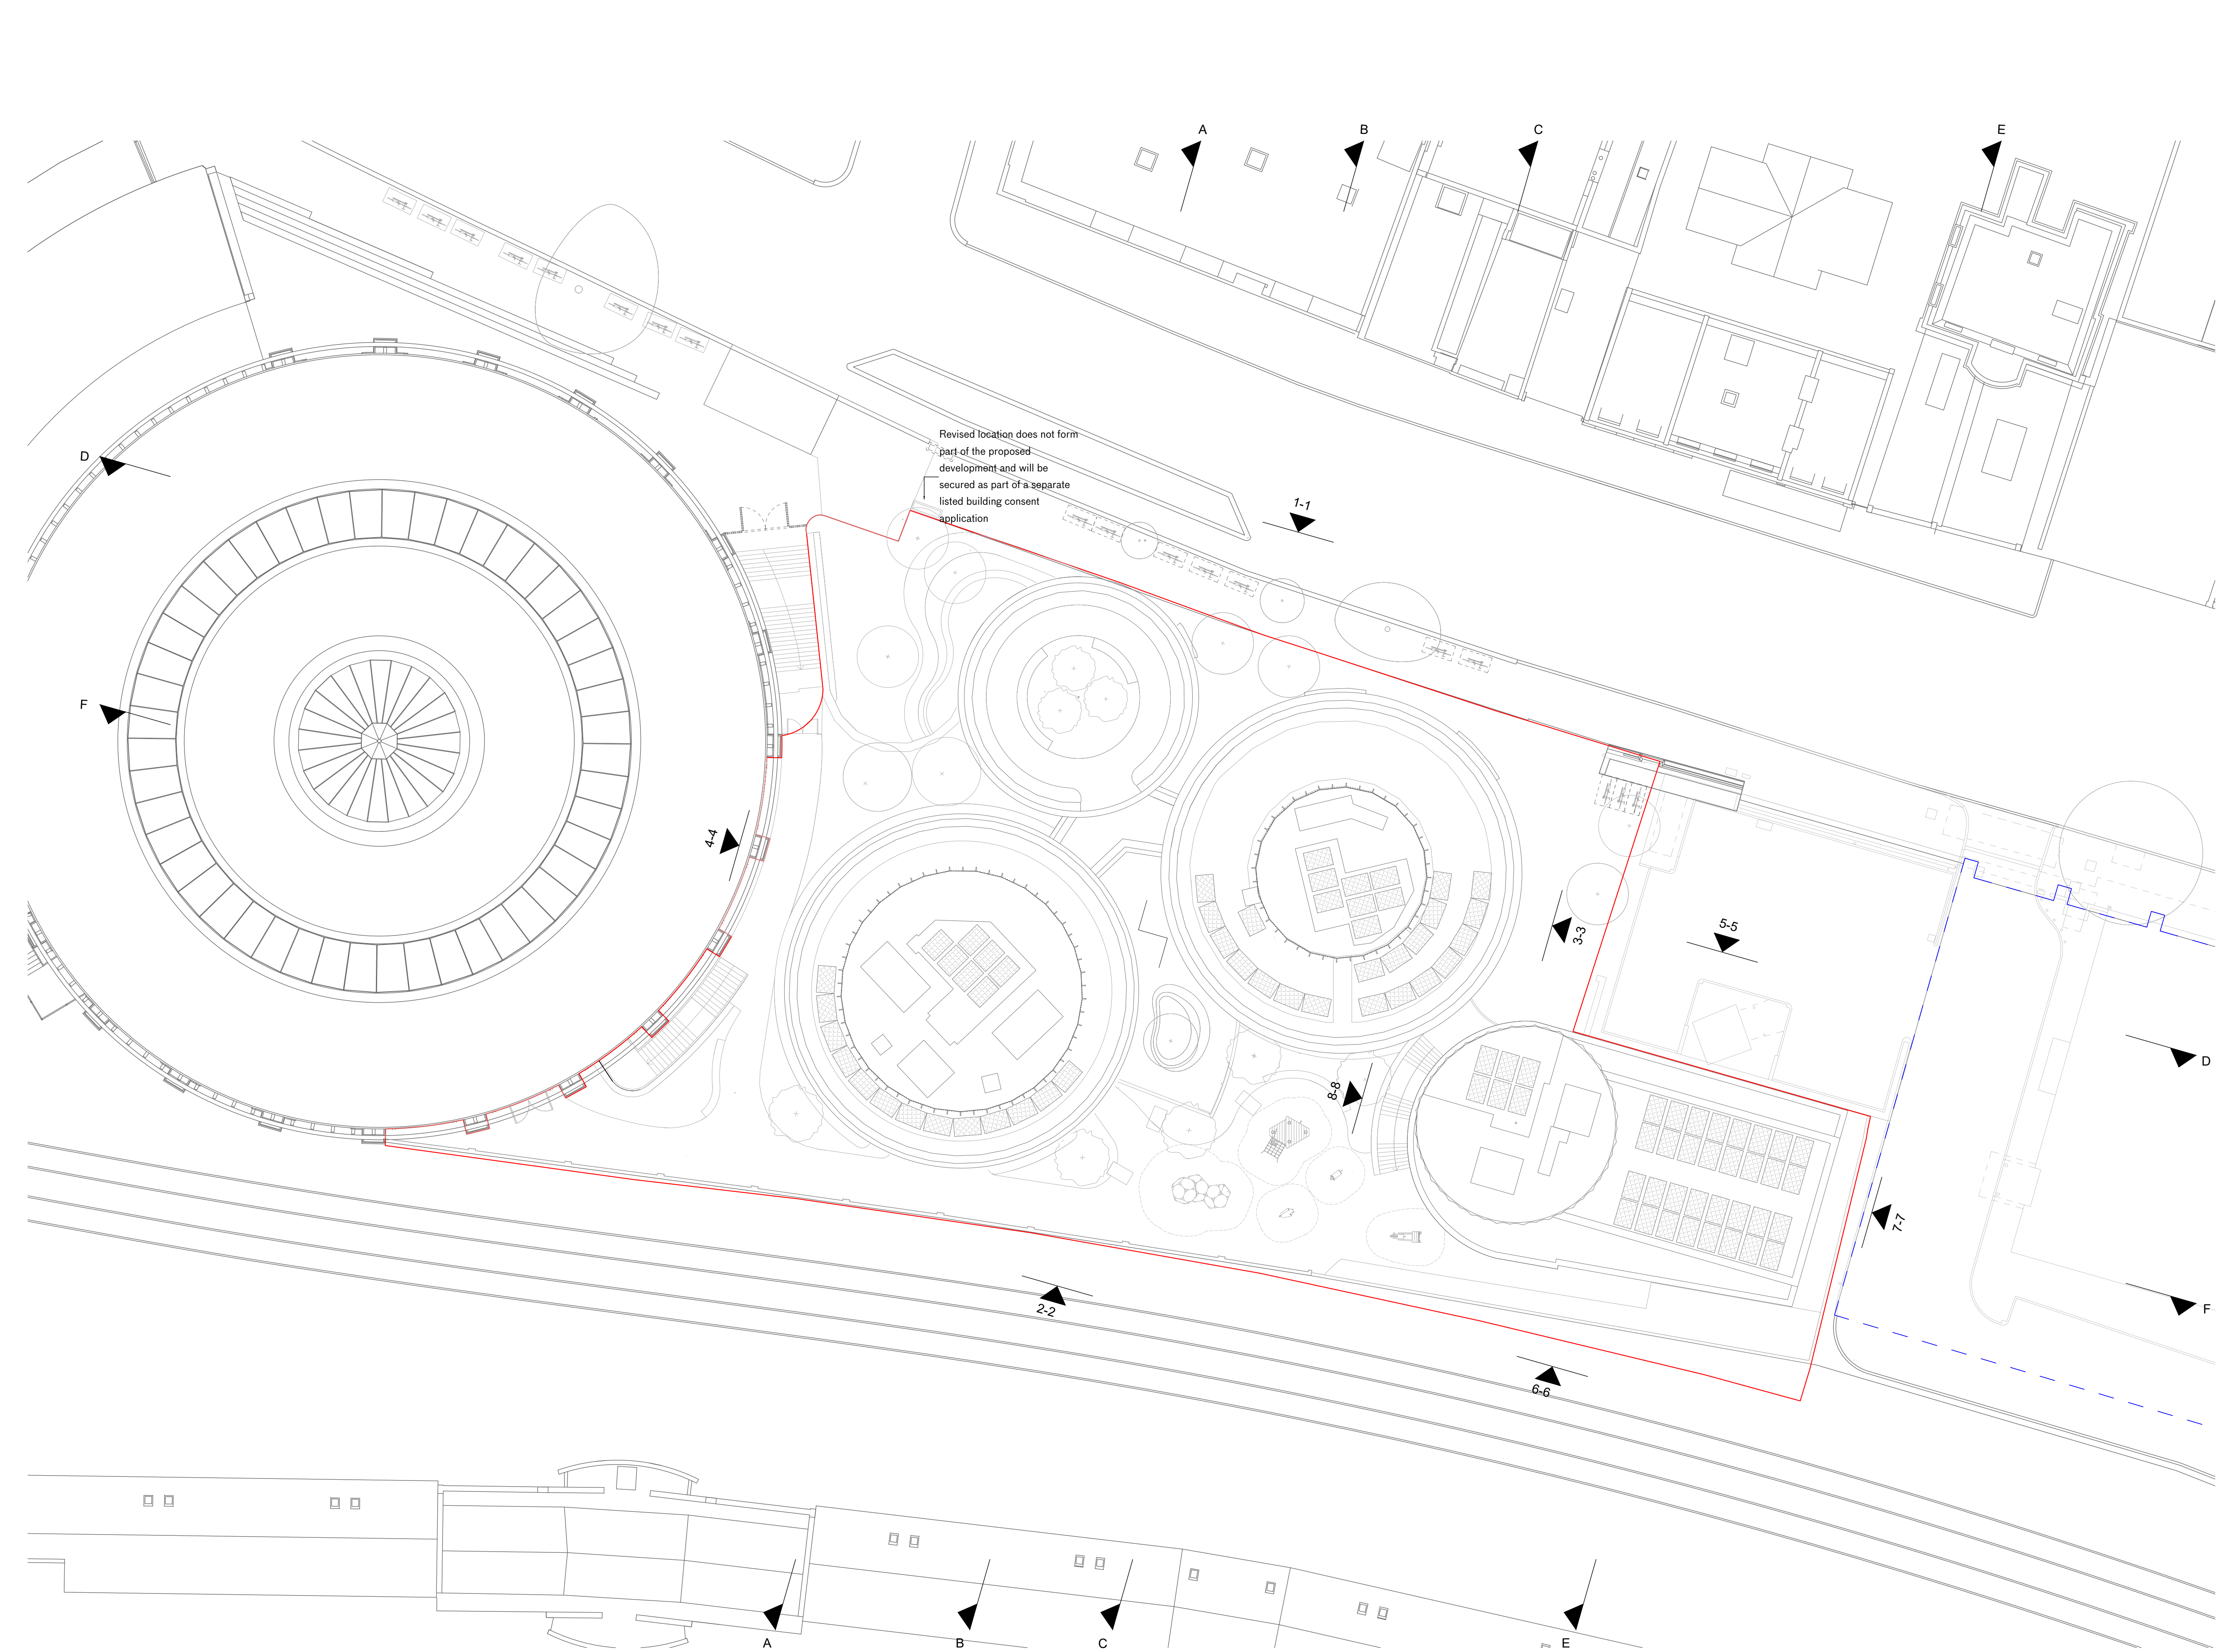 A
B
C
E
D
Revised location does not form
part of the proposed
development and will be
secured as part of a separate
listed building consent
application
1-1
F
4-4
3-3
5-5
D
8-8
7-7
2-2
F
6-6
A
B
C
E